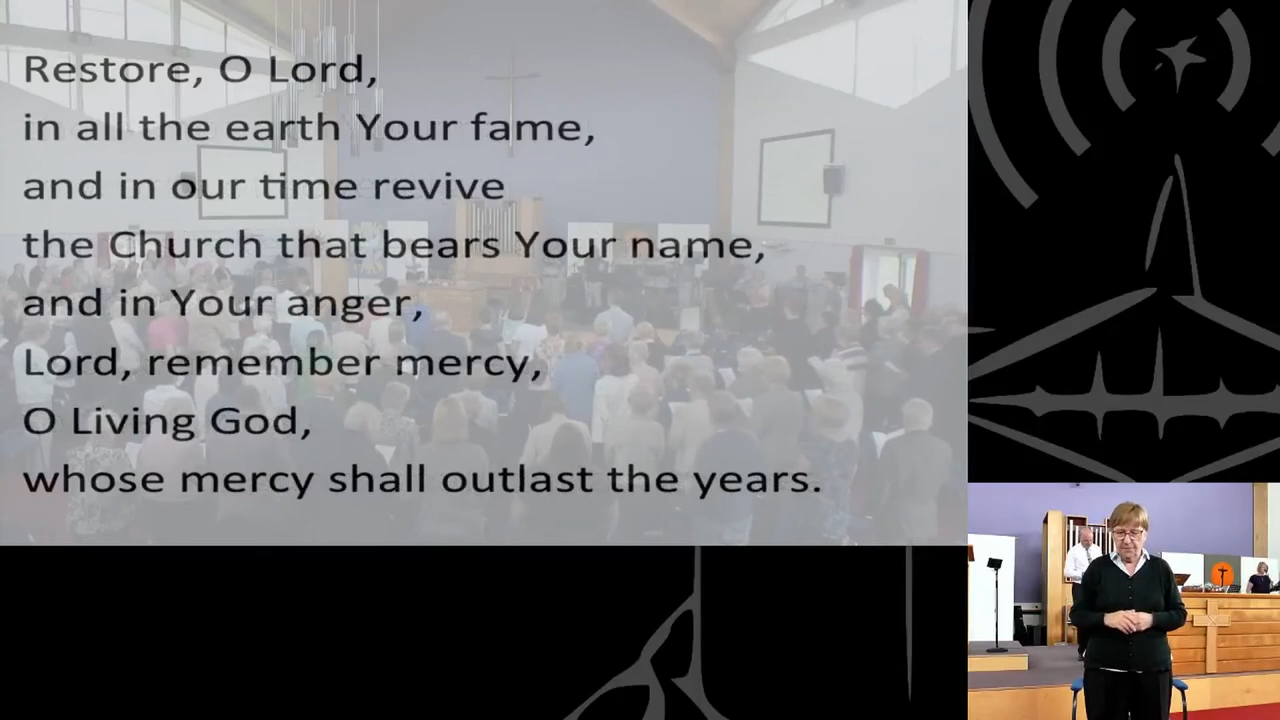 Restore, O Lord,
in all the earth Your fame,
and in our time revive
the Church that bears Your name,
and in Your anger,
Lord, remember mercy,
O Living God,
whose mercy shall outlast the years.